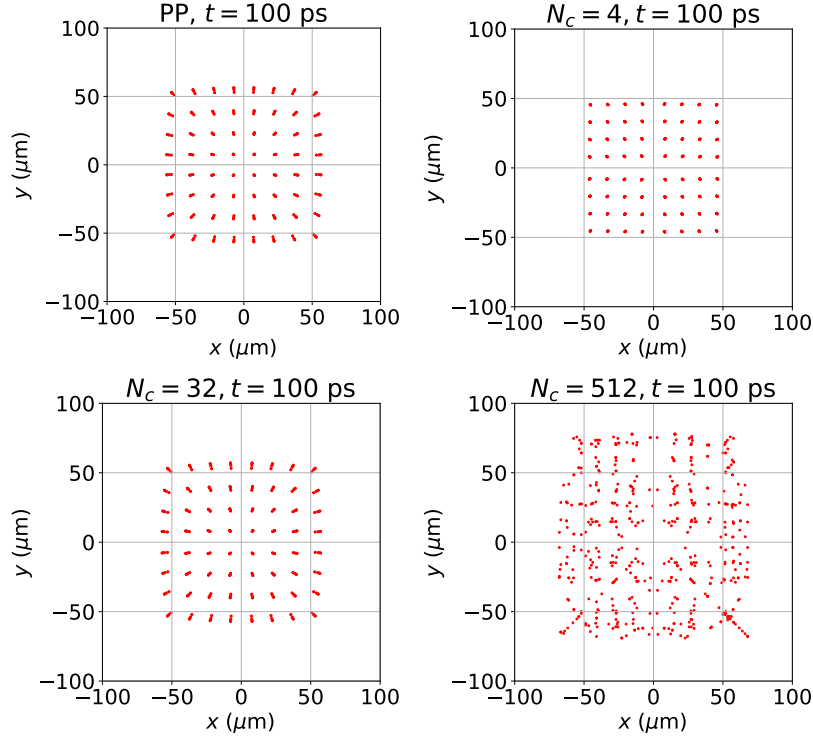 PP, t = 100 ps
100
50
0
−50
−100
y (μm)
−100 −50 0 50 100
x (μm)
N_c = 4, t = 100 ps
100
50
0
−50
−100
y (μm)
−100 −50 0 50 100
x (μm)
N_c = 32, t = 100 ps
100
50
0
−50
−100
y (μm)
−100 −50 0 50 100
x (μm)
N_c = 512, t = 100 ps
100
50
0
−50
−100
y (μm)
−100 −50 0 50 100
x (μm)